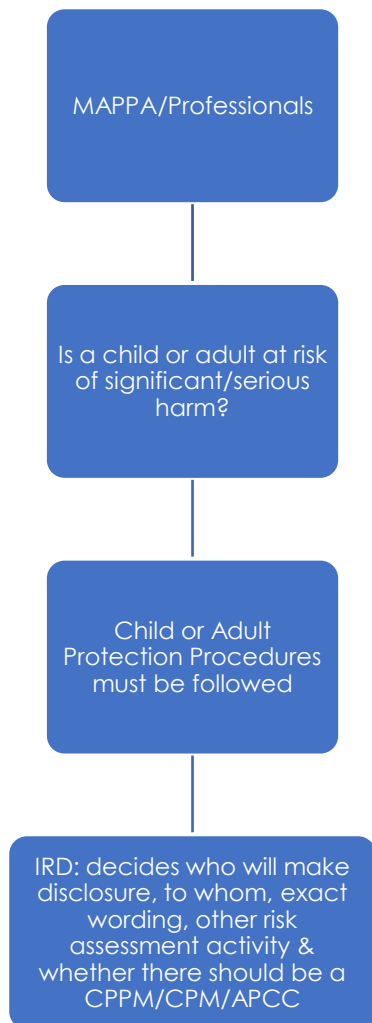 MAPPA/Professionals
Is a child or adult at risk
of significant/serious
harm?
Child or Adult
Protection Procedures
must be followed
IRD: decides who will make
disclosure, to whom, exact
wording, other risk
assessment activity &
whether there should be a
CPPM/CPM/APCC